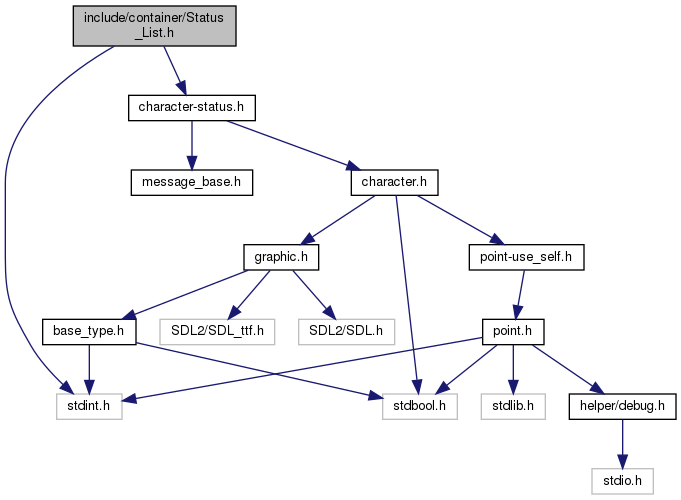 include/container/Status
_List.h
character-status.h
message_base.h
character.h
graphic.h
point-use_self.h
base_type.h
SDL2/SDL_ttf.h
SDL2/SDL.h
point.h
stdint.h
stdbool.h
stdlib.h
helper/debug.h
stdio.h